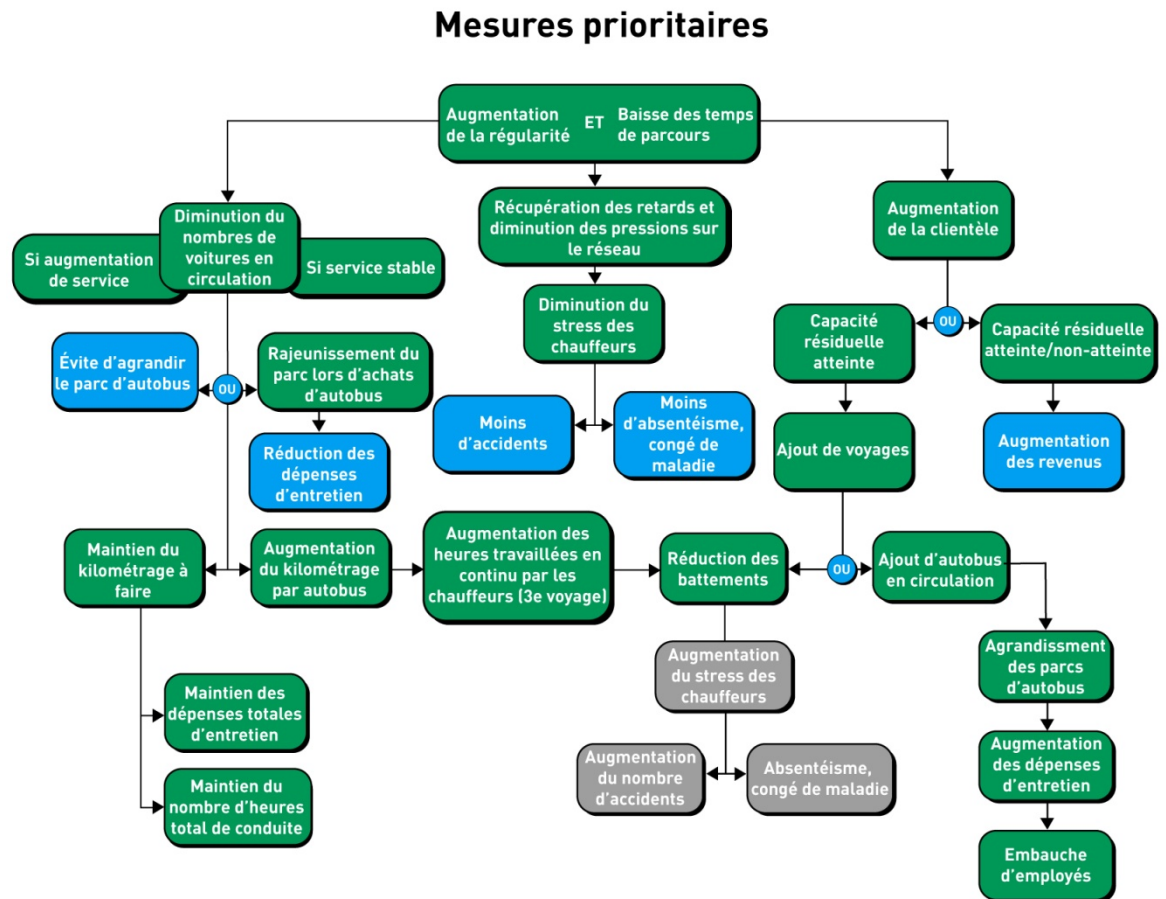 Mesures prioritaires
Augmentation
de la régularité
ET
Baisse des temps
de parcours
Diminution du
nombres de
voitures en
circulation
Si augmentation
de service
Si service stable
Récupération des retards et
diminution des pressions sur
le réseau
Augmentation
de la clientèle
Évite d'agrandir
le parc d'autobus
OU
Rajeunissement du
parc lors d'achats
d'autobus
Réduction des
dépenses
d'entretien
Diminution du
stress des
chauffeurs
Moins
d'accidents
Moins
d'absentéisme,
congé de
maladie
Capacité
résiduelle
atteinte
OU
Capacité résiduelle
atteinte/non-atteinte
Ajout de voyages
Augmentation
des revenus
Maintien du
kilométrage à
faire
Augmentation
du kilométrage
par autobus
Augmentation des
heures travaillées en
continu par les
chauffeurs (3e voyage)
Réduction des
battements
OU
Ajout d'autobus
en circulation
Augmentation
du stress des
chauffeurs
Agrandissment
des parcs
d'autobus
Maintien des
dépenses totales
d'entretien
Maintien du
nombre d'heures
total de conduite
Augmentation
du nombre
d'accidents
Absentéisme,
congé de maladie
Augmentation
des dépenses
d'entretien
Embauche
d'employés